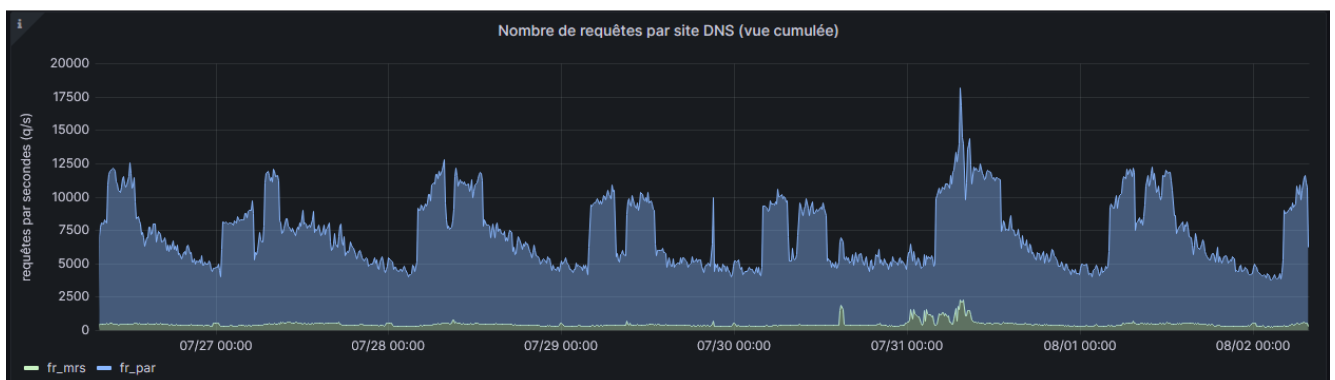 i
Nombre de requêtes par site DNS (vue cumulée)
requêtes par secondes (q/s)
20000
17500
15000
12500
10000
7500
5000
2500
0
07/27 00:00 07/28 00:00 07/29 00:00 07/30 00:00 07/31 00:00 08/01 00:00 08/02 00:00
fr_mrs fr_par